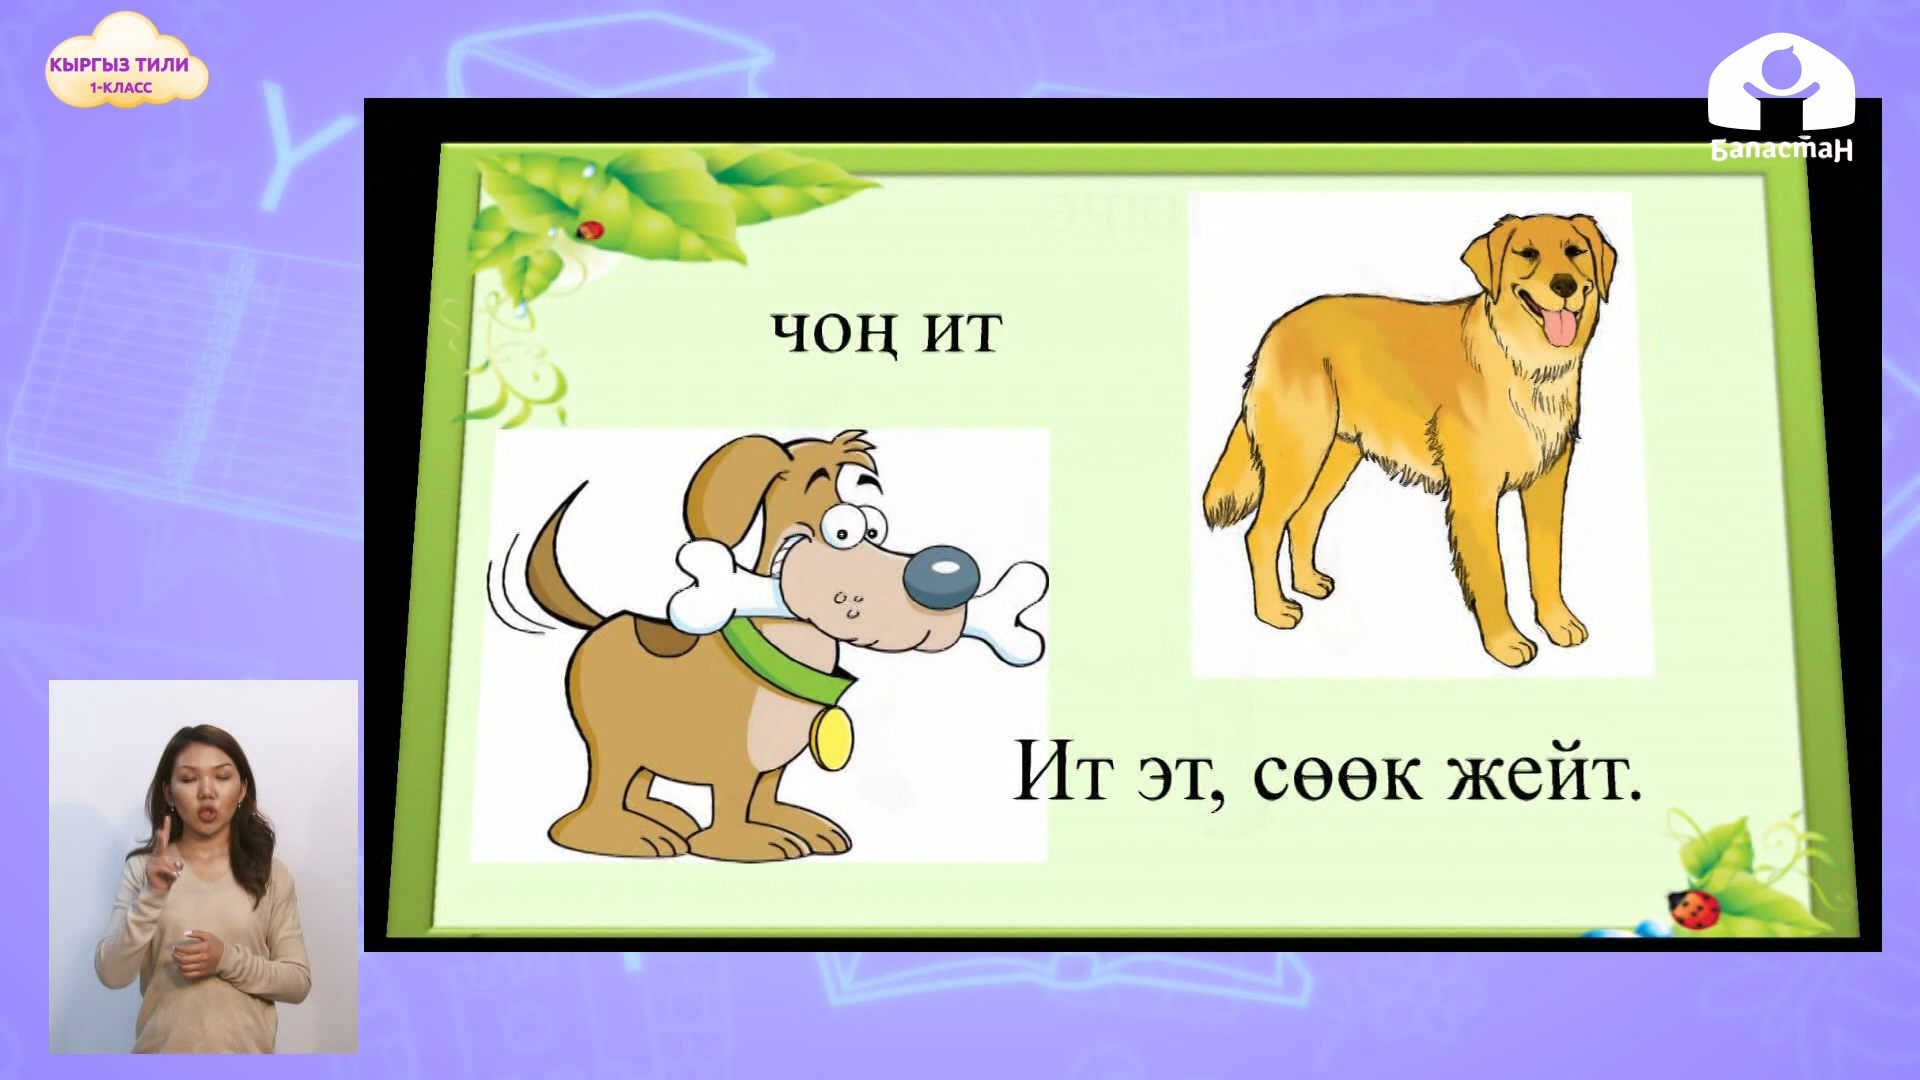 КЫРГЫЗ ТИЛИ
1-КЛАСС
Баластан
чоң ит
Ит эт, сөөк жейт.